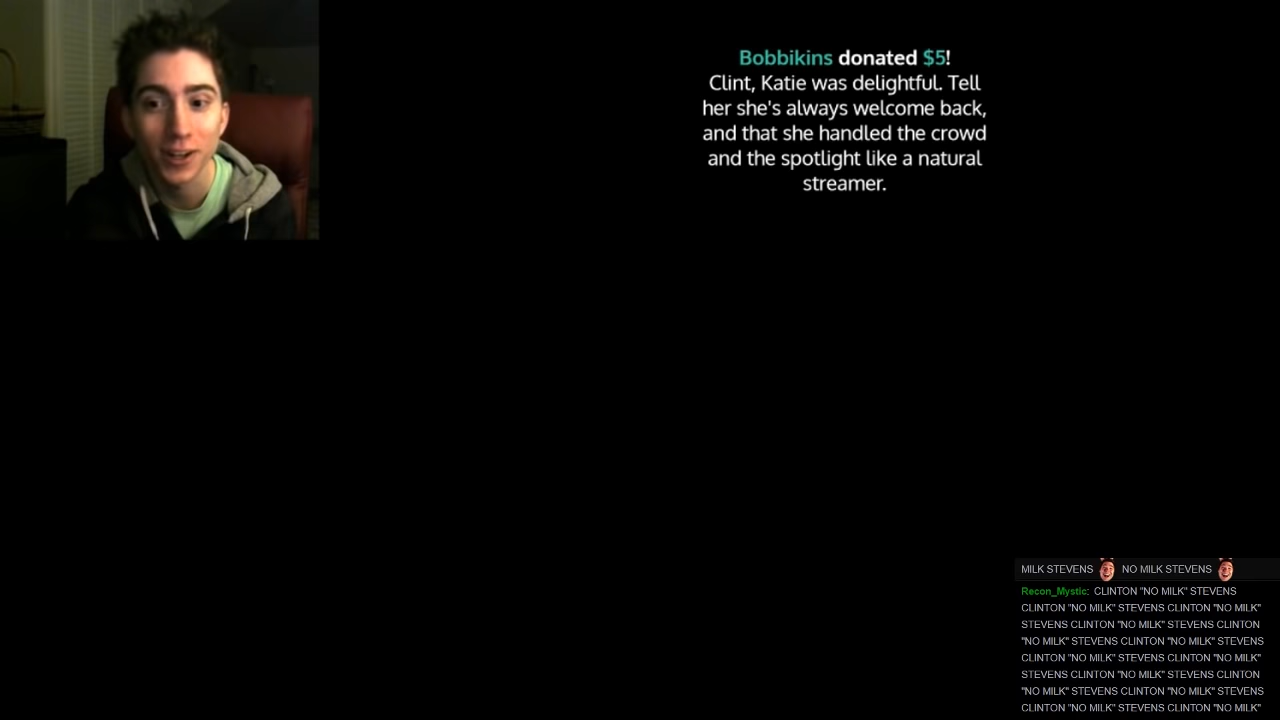 Bobbikins donated $5!
Clint, Katie was delightful. Tell
her she's always welcome back,
and that she handled the crowd
and the spotlight like a natural
streamer.
MILK STEVENS NO MILK STEVENS
Recon_Mystic: CLINTON "NO MILK" STEVENS
CLINTON "NO MILK" STEVENS CLINTON "NO MILK"
STEVENS CLINTON "NO MILK" STEVENS CLINTON
"NO MILK" STEVENS CLINTON "NO MILK" STEVENS
CLINTON "NO MILK" STEVENS CLINTON "NO MILK"
STEVENS CLINTON "NO MILK" STEVENS CLINTON
"NO MILK" STEVENS CLINTON "NO MILK" STEVENS
CLINTON "NO MILK" STEVENS CLINTON "NO MILK"